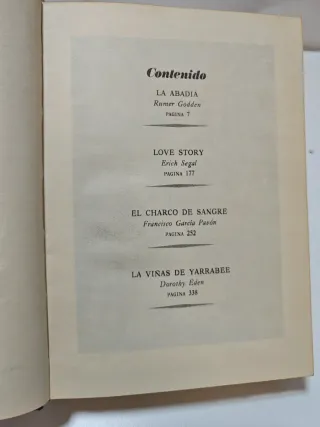 Contenido
LA ABADIA
Rumer Godden
PAGINA 7
LOVE STORY
Erich Segal
PAGINA 177
EL CHARCO DE SANGRE
Francisco García Pavón
PAGINA 252
LA VIÑAS DE YARRABEE
Dorothy Eden
PAGINA 338